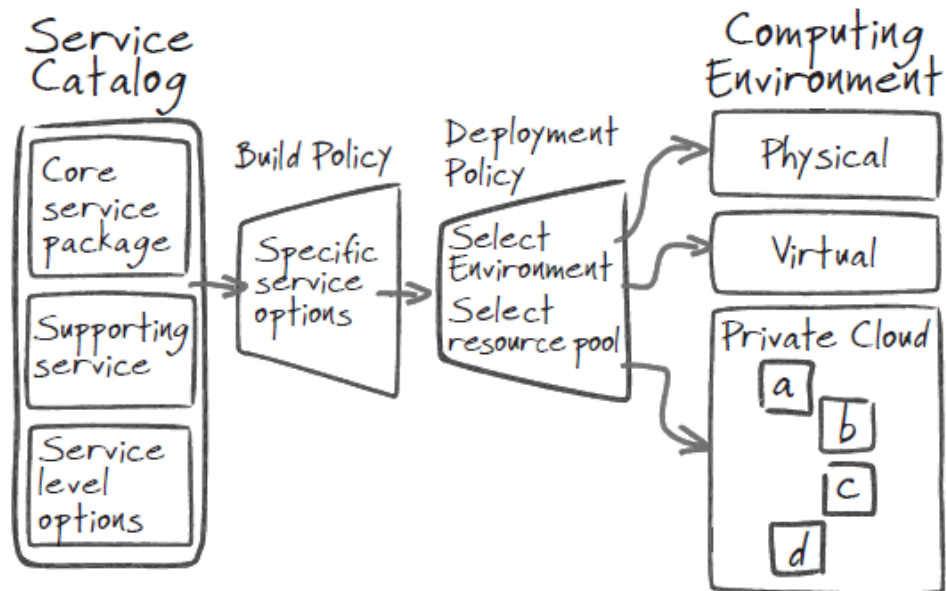 Service
Catalog
Core
service
package
Supporting
service
Service
level
options
Build Policy
Specific
service
options
Deployment
Policy
Select
Environment
Select
resource pool
Computing
Environment
Physical
Virtual
Private Cloud
a
b
c
d